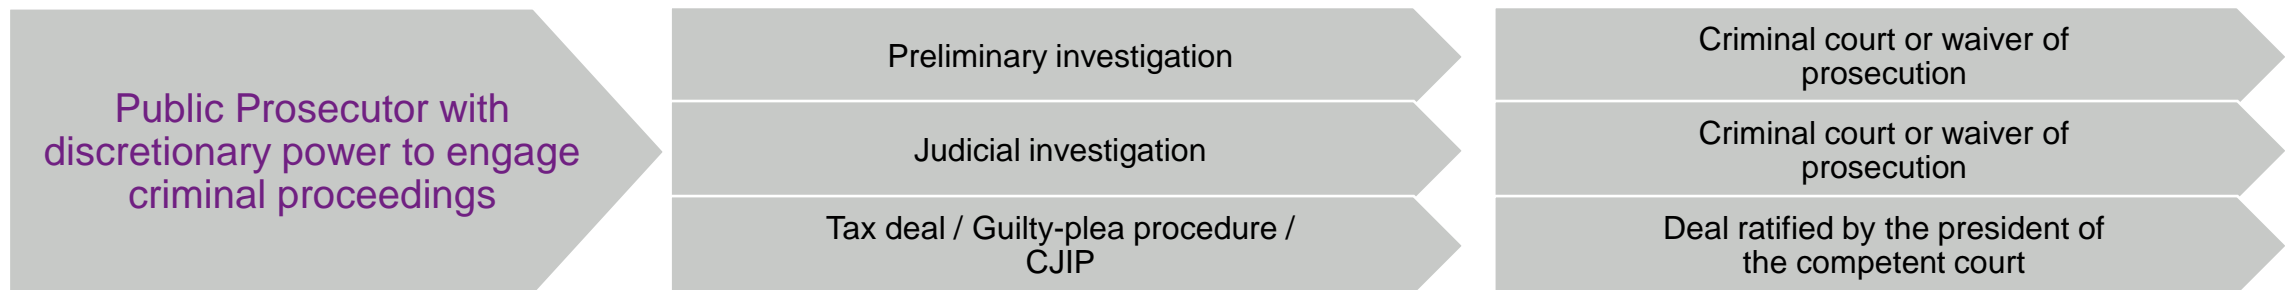 Public Prosecutor with
discretionary power to engage
criminal proceedings
Preliminary investigation
Judicial investigation
Tax deal / Guilty-plea procedure /
CJIP
Criminal court or waiver of
prosecution
Criminal court or waiver of
prosecution
Deal ratified by the president of
the competent court